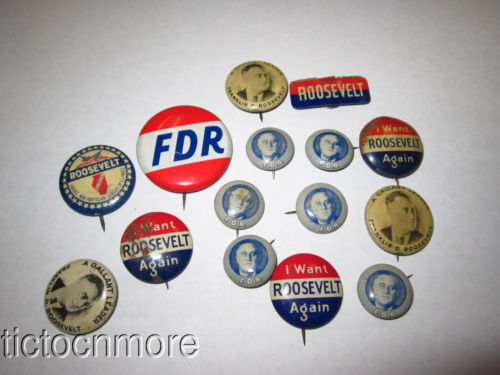 FRANKLIN D. ROOSEVELT
ROOSEVELT
FDR
ROOSEVELT
F.D.R.
F.D.R.
I Want
ROOSEVELT
Again
F.D.R.
F.D.R.
A GALLANT LEADER
FRANKLIN D. ROOSEVELT
I Want
ROOSEVELT
Again
F.D.R.
A GALLANT LEADER
FRANKLIN D. ROOSEVELT
I Want
ROOSEVELT
Again
F.D.R.
tictocnmore